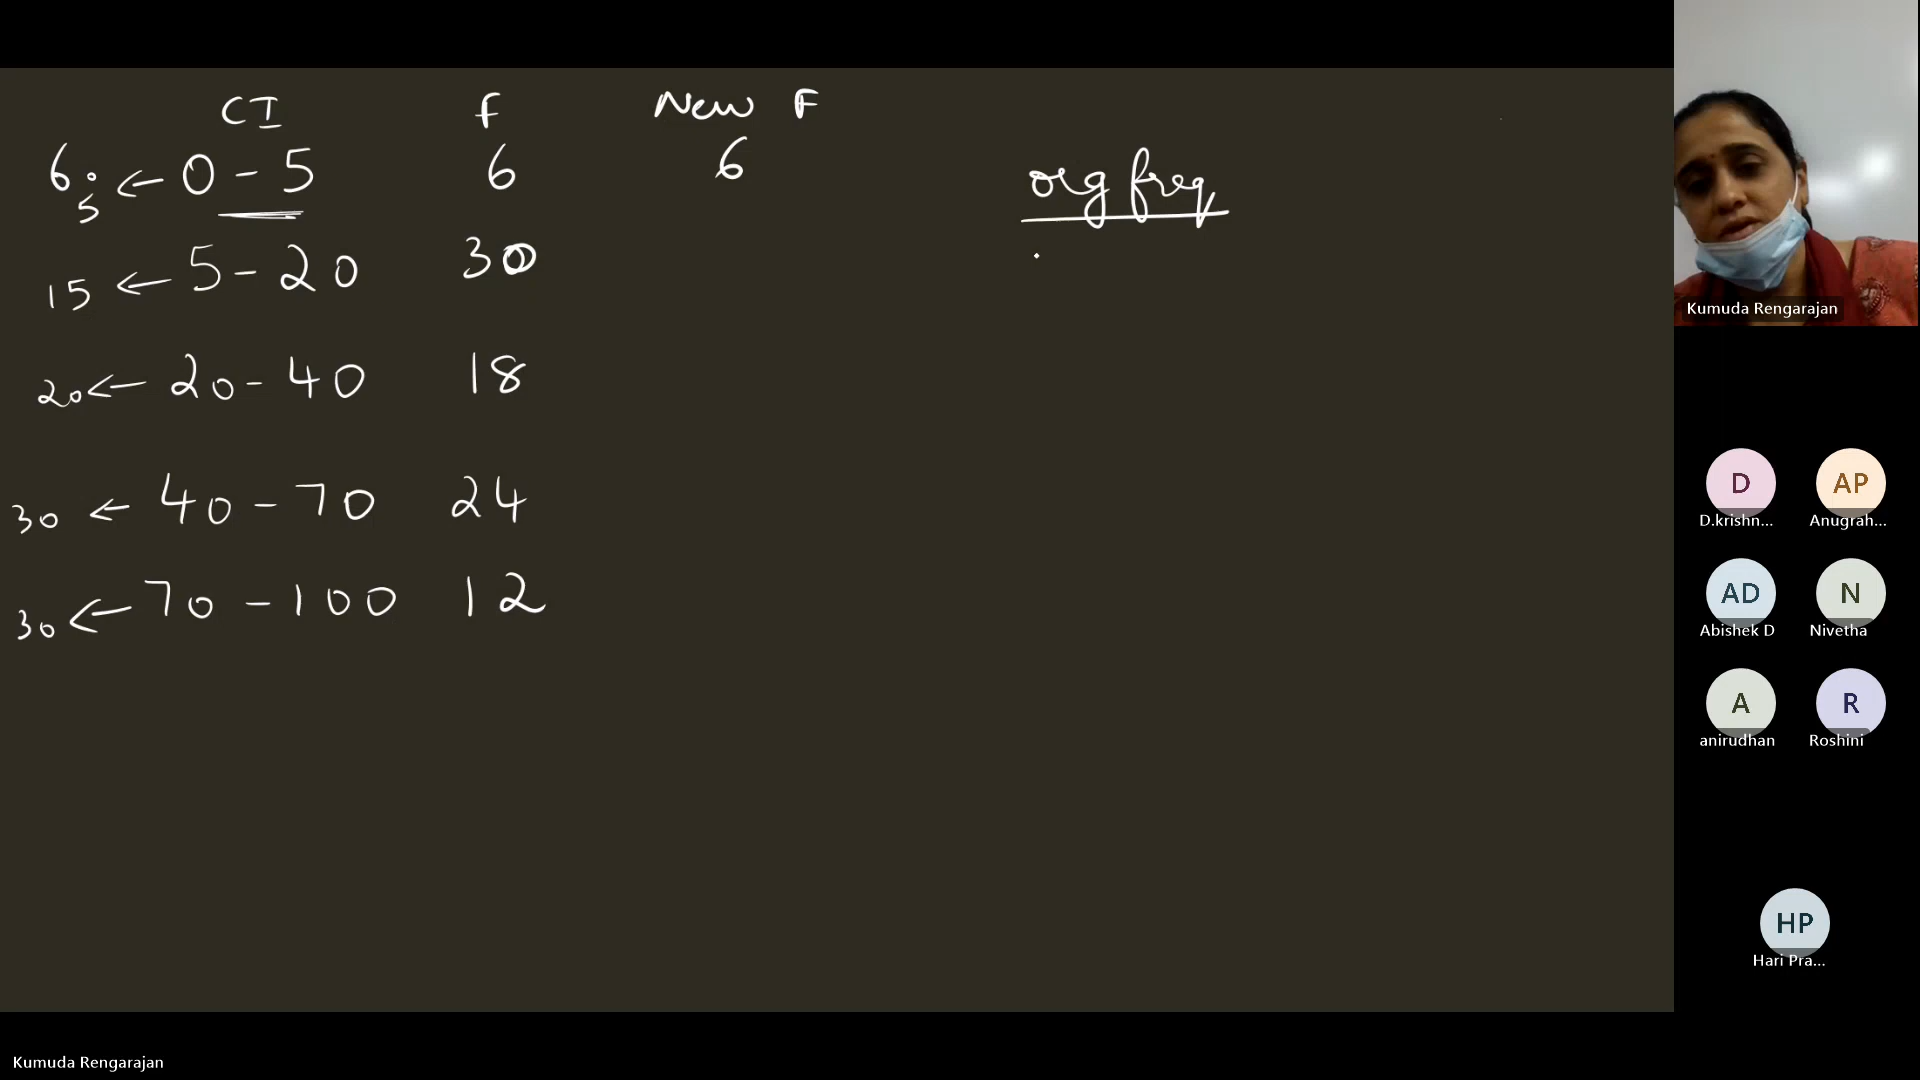 CI f New F
6. 5 ← 0 - 5 6 6
org freq
15 ← 5 - 20 30
20 ← 20 - 40 18
30 ← 40 - 70 24
30 ← 70 - 100 12
Kumuda Rengarajan
D AP
D.krishn... Anugrah...
AD N
Abishek D Nivetha
A R
anirudhan Roshini
HP
Hari Pra...
Kumuda Rengarajan